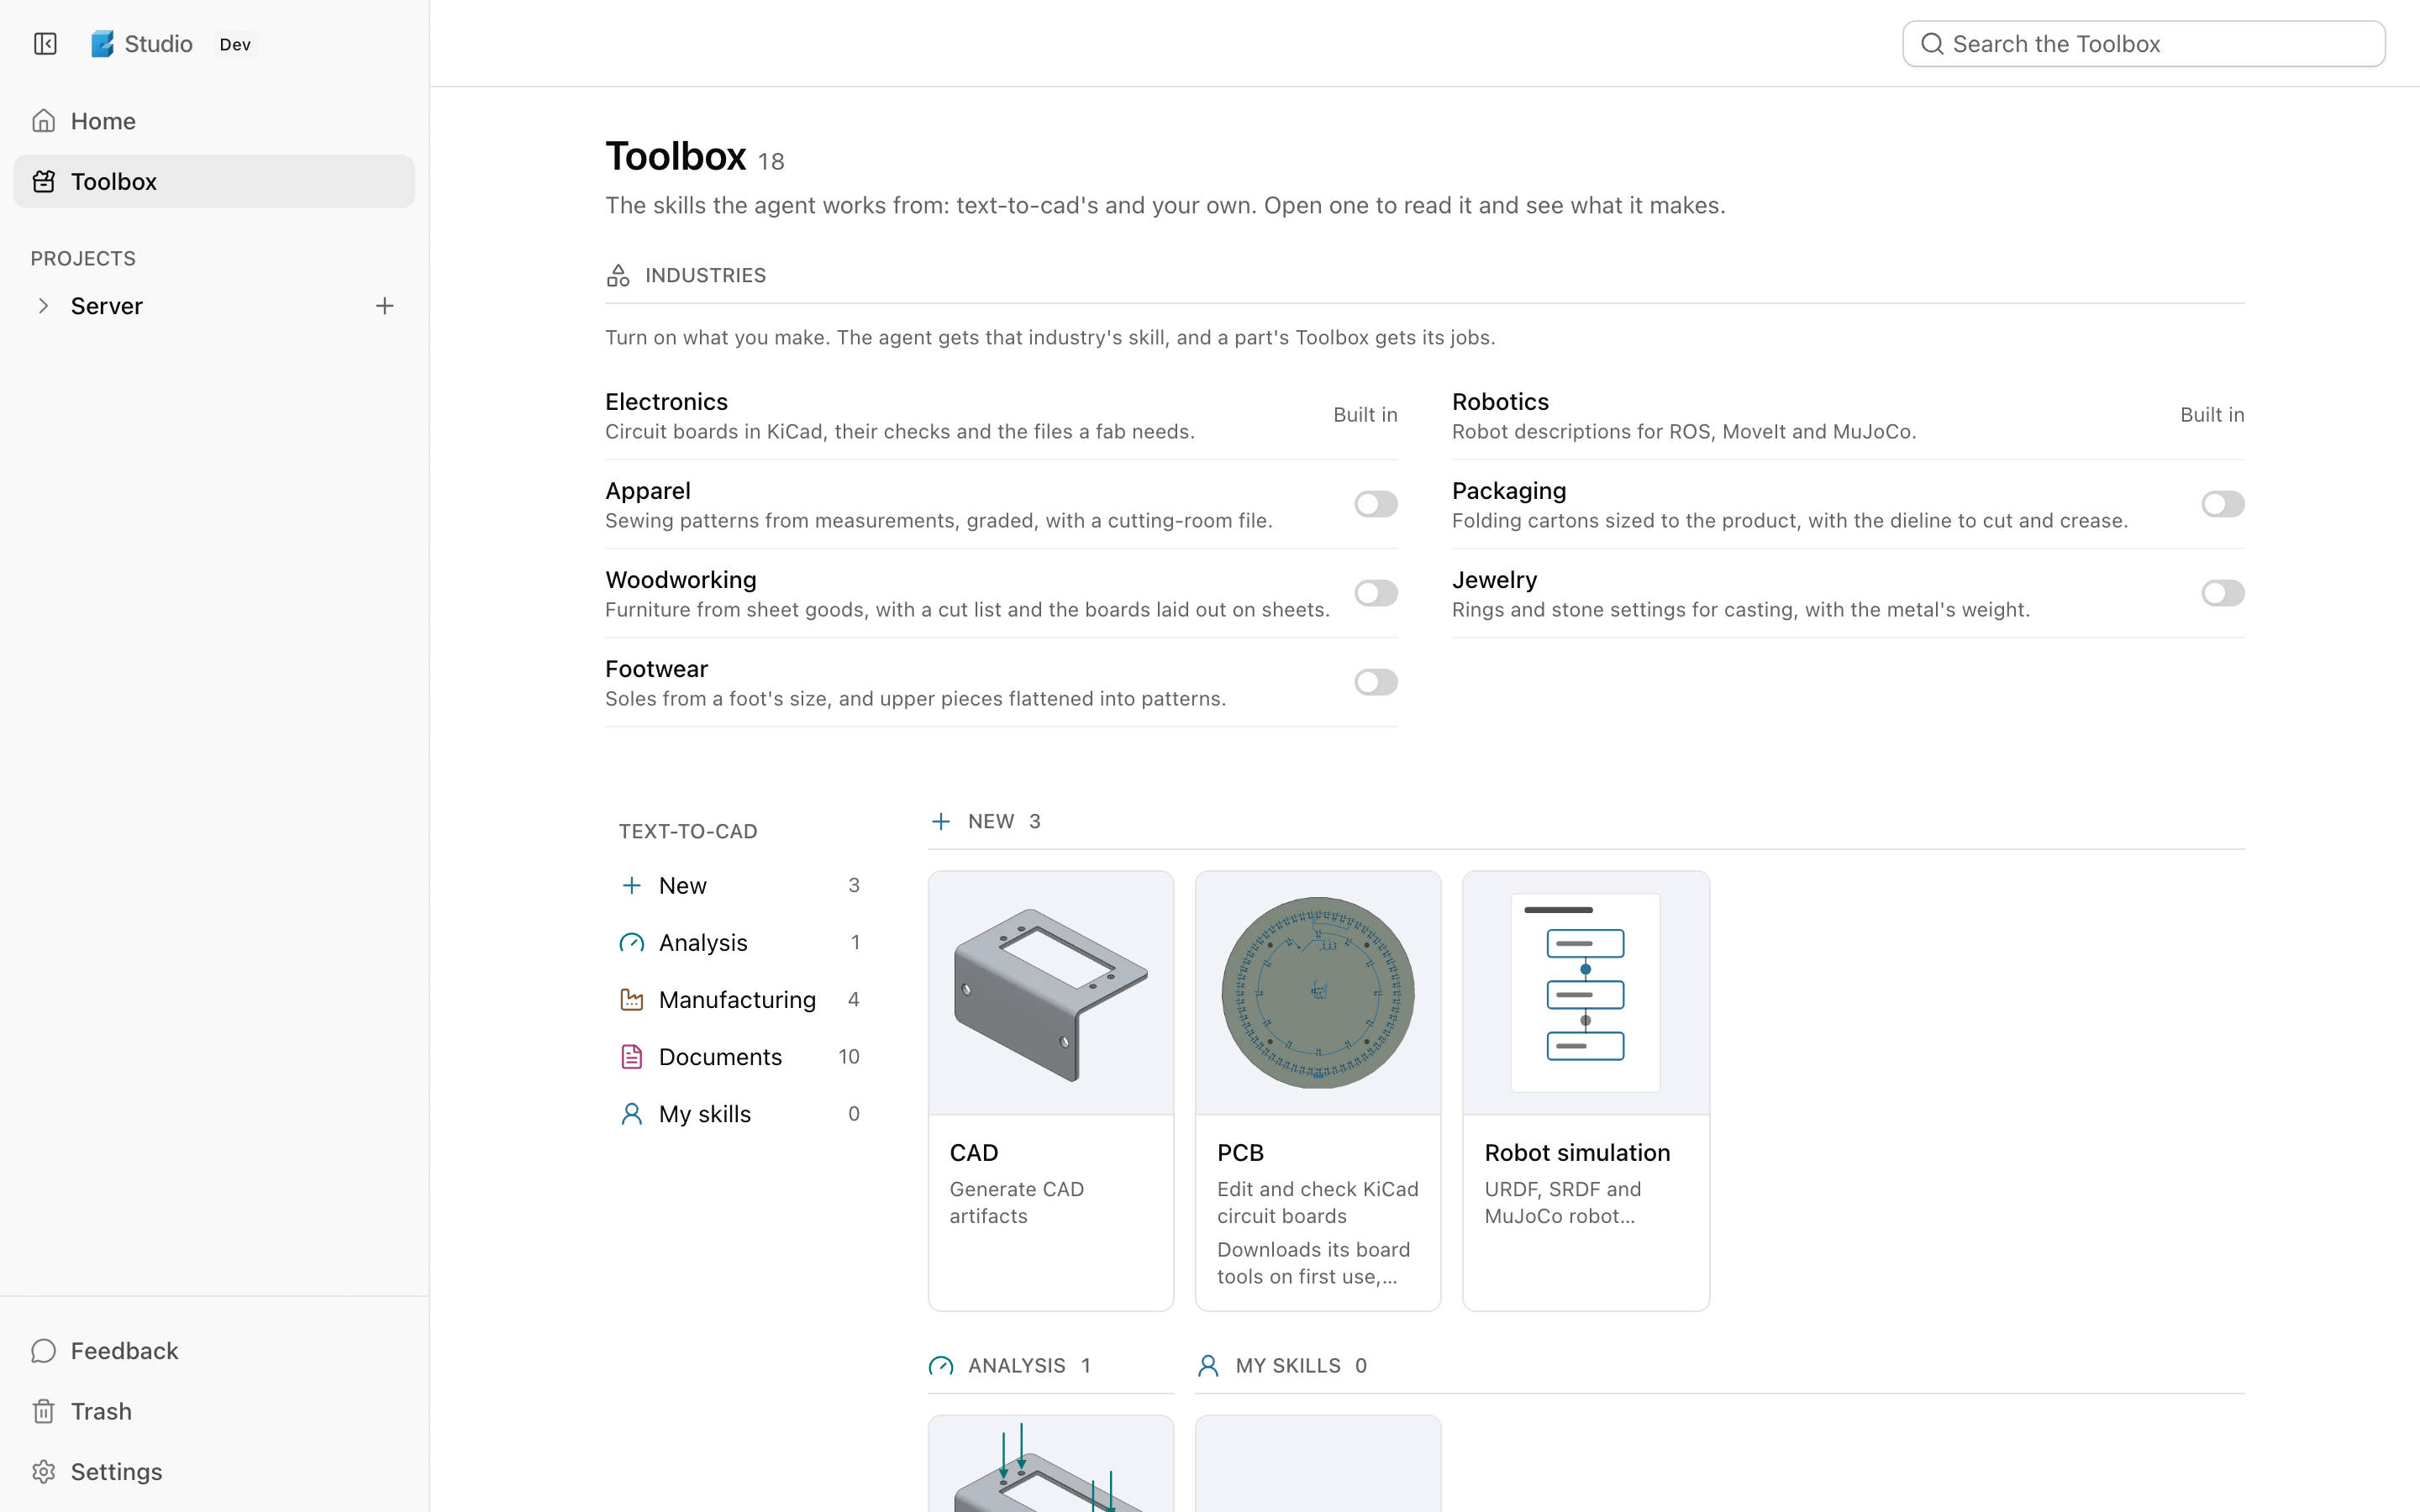 Studio Dev
Search the Toolbox
Home
Toolbox
PROJECTS
Server
Feedback
Trash
Settings
Toolbox 18
The skills the agent works from: text-to-cad's and your own. Open one to read it and see what it makes.
INDUSTRIES
Turn on what you make. The agent gets that industry's skill, and a part's Toolbox gets its jobs.
Electronics
Circuit boards in KiCad, their checks and the files a fab needs.
Built in
Robotics
Robot descriptions for ROS, MoveIt and MuJoCo.
Built in
Apparel
Sewing patterns from measurements, graded, with a cutting-room file.
Packaging
Folding cartons sized to the product, with the dieline to cut and crease.
Woodworking
Furniture from sheet goods, with a cut list and the boards laid out on sheets.
Jewelry
Rings and stone settings for casting, with the metal's weight.
Footwear
Soles from a foot's size, and upper pieces flattened into patterns.
TEXT-TO-CAD
New 3
Analysis 1
Manufacturing 4
Documents 10
My skills 0
NEW 3
CAD
Generate CAD
artifacts
PCB
Edit and check KiCad
circuit boards
Downloads its board
tools on first use,...
Robot simulation
URDF, SRDF and
MuJoCo robot...
ANALYSIS 1
MY SKILLS 0